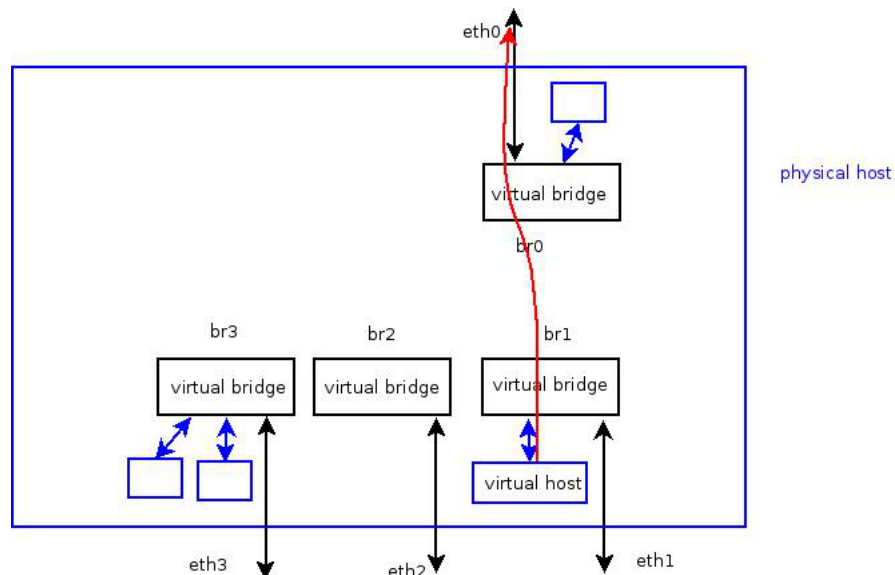 eth0
physical host
virtual bridge
br0
br3
br2
br1
virtual bridge
virtual bridge
virtual bridge
virtual host
eth3
eth2
eth1